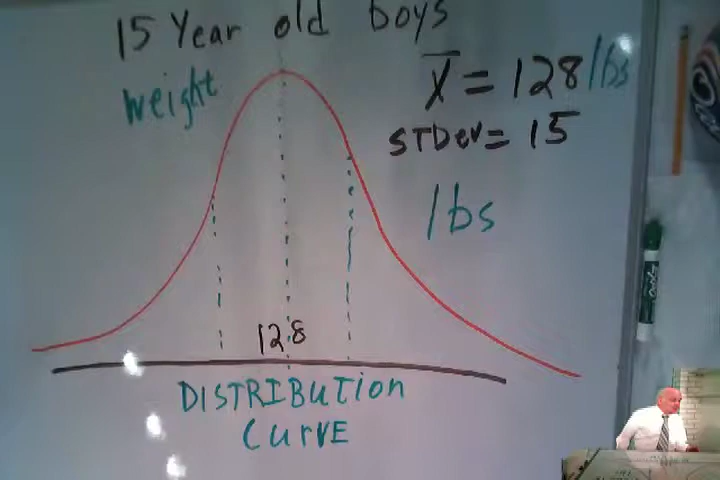 15 Year old boys
weight
X̅ = 128 lbs
STDev = 15
lbs
128
DISTRIBUTION
CURVE